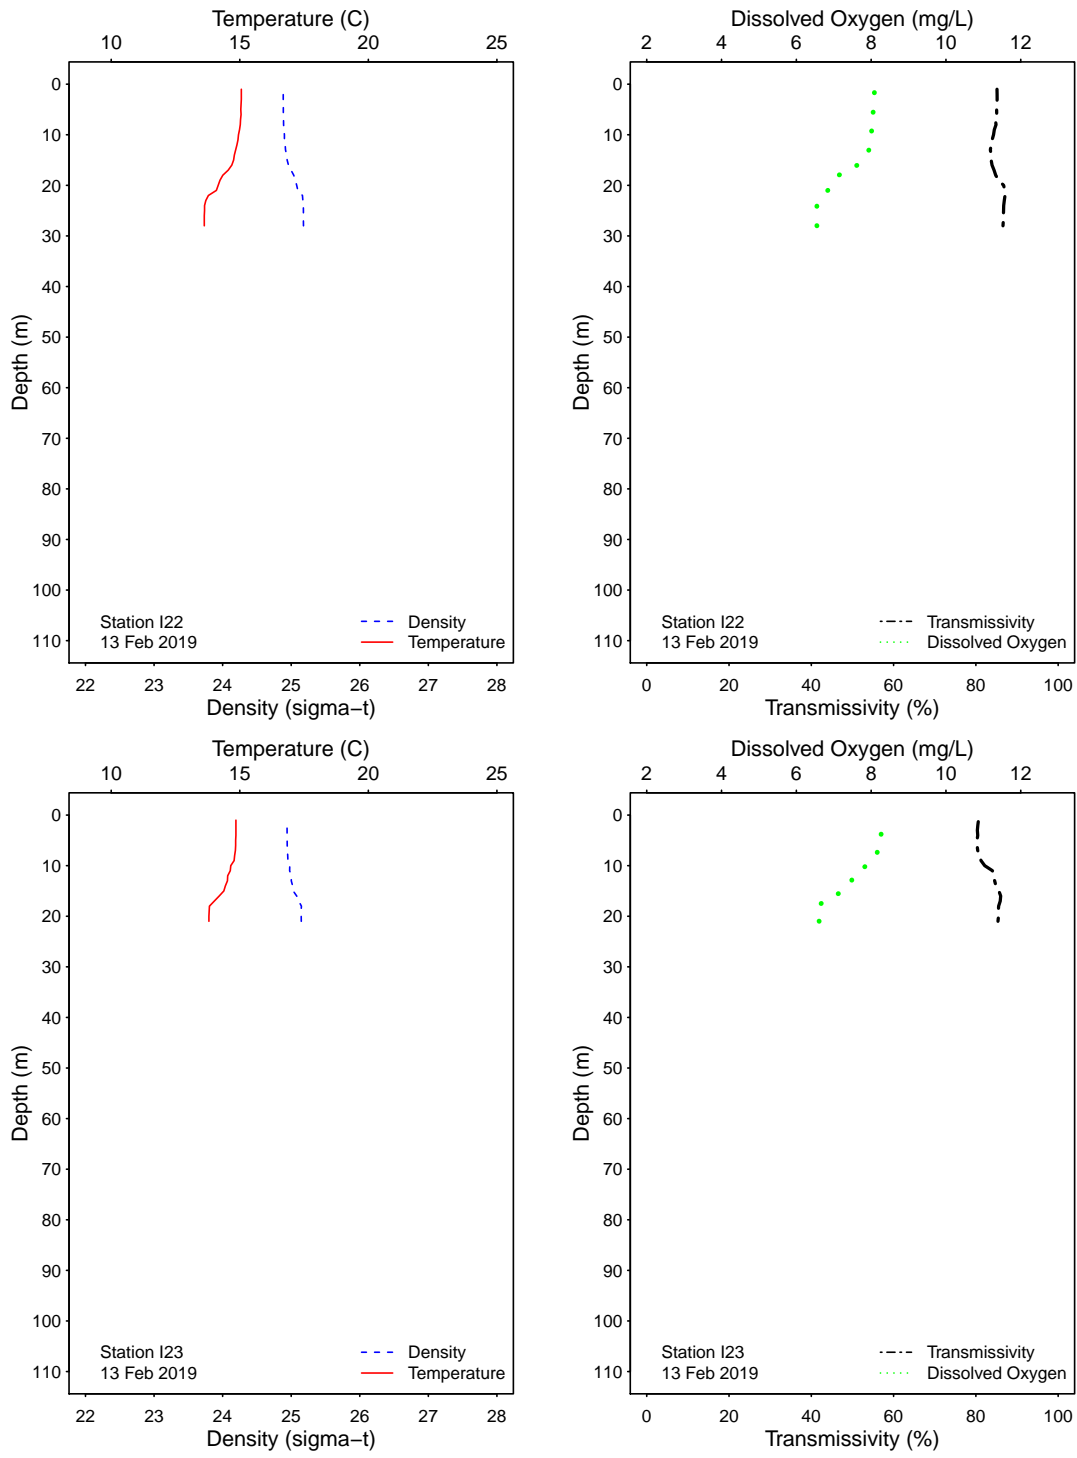 Temperature (C)
10 15 20 25
0
10
20
30
40
50
60
70
80
90
100
110
Depth (m)
Station I22
13 Feb 2019
Density
Temperature
22 23 24 25 26 27 28
Density (sigma−t)
Dissolved Oxygen (mg/L)
2 4 6 8 10 12
0
10
20
30
40
50
60
70
80
90
100
110
Depth (m)
Station I22
13 Feb 2019
Transmissivity
Dissolved Oxygen
0 20 40 60 80 100
Transmissivity (%)
Temperature (C)
10 15 20 25
0
10
20
30
40
50
60
70
80
90
100
110
Depth (m)
Station I23
13 Feb 2019
Density
Temperature
22 23 24 25 26 27 28
Density (sigma−t)
Dissolved Oxygen (mg/L)
2 4 6 8 10 12
0
10
20
30
40
50
60
70
80
90
100
110
Depth (m)
Station I23
13 Feb 2019
Transmissivity
Dissolved Oxygen
0 20 40 60 80 100
Transmissivity (%)